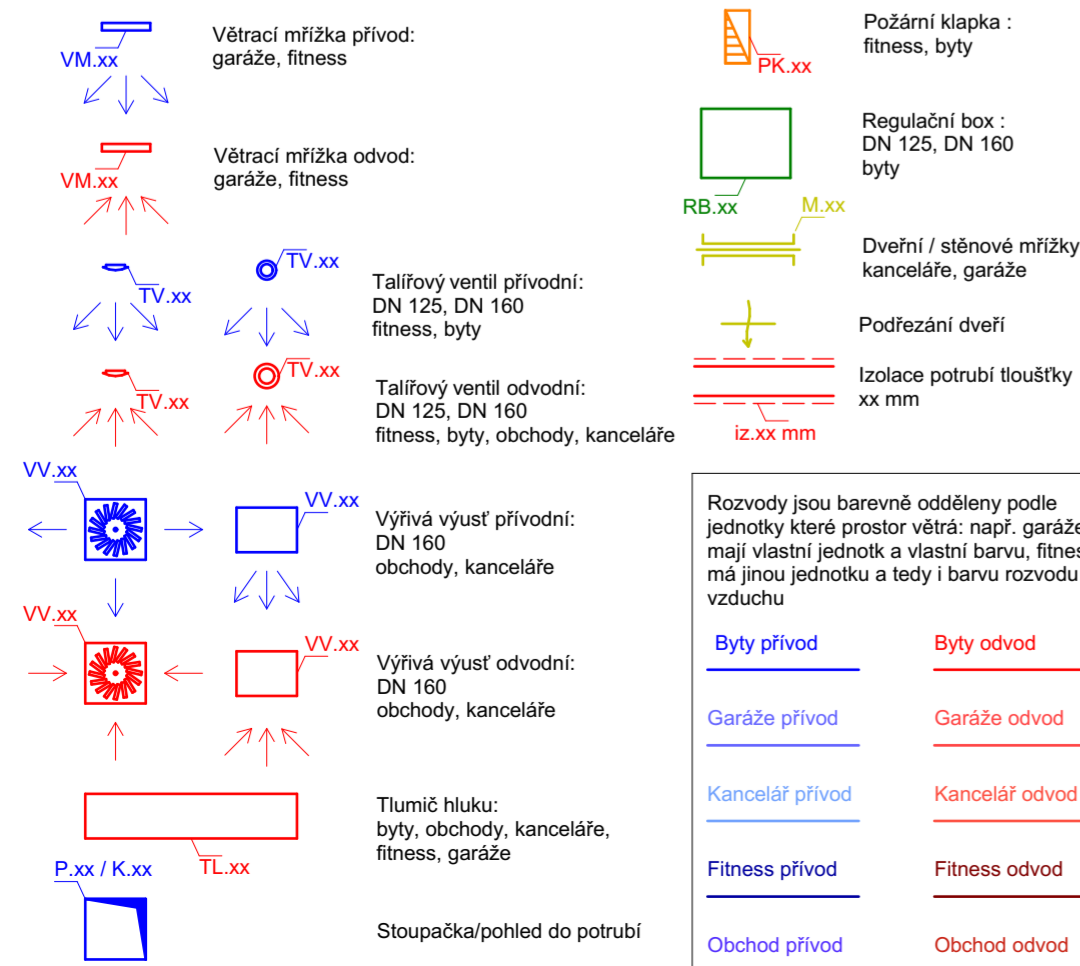 VM.xx
Větrací mřížka přívod:
garáže, fitness
VM.xx
Větrací mřížka odvod:
garáže, fitness
TV.xx
TV.xx
Talířový ventil přívodní:
DN 125, DN 160
fitness, byty
TV.xx
TV.xx
Talířový ventil odvodní:
DN 125, DN 160
fitness, byty, obchody, kanceláře
VV.xx
VV.xx
Výřivá výusť přívodní:
DN 160
obchody, kanceláře
VV.xx
VV.xx
Výřivá výusť odvodní:
DN 160
obchody, kanceláře
TL.xx
Tlumič hluku:
byty, obchody, kanceláře,
fitness, garáže
P.xx / K.xx
Stoupačka/pohled do potrubí
PK.xx
Požární klapka :
fitness, byty
RB.xx
Regulační box :
DN 125, DN 160
byty
M.xx
Dveřní / stěnové mřížky
kanceláře, garáže
Podřezání dveří
iz.xx mm
Izolace potrubí tloušťky
xx mm
Rozvody jsou barevně odděleny podle
jednotky které prostor větrá: např. garáže
mají vlastní jednotk a vlastní barvu, fitnes
má jinou jednotku a tedy i barvu rozvodu
vzduchu
Byty přívod
Byty odvod
Garáže přívod
Garáže odvod
Kancelář přívod
Kancelář odvod
Fitness přívod
Fitness odvod
Obchod přívod
Obchod odvod